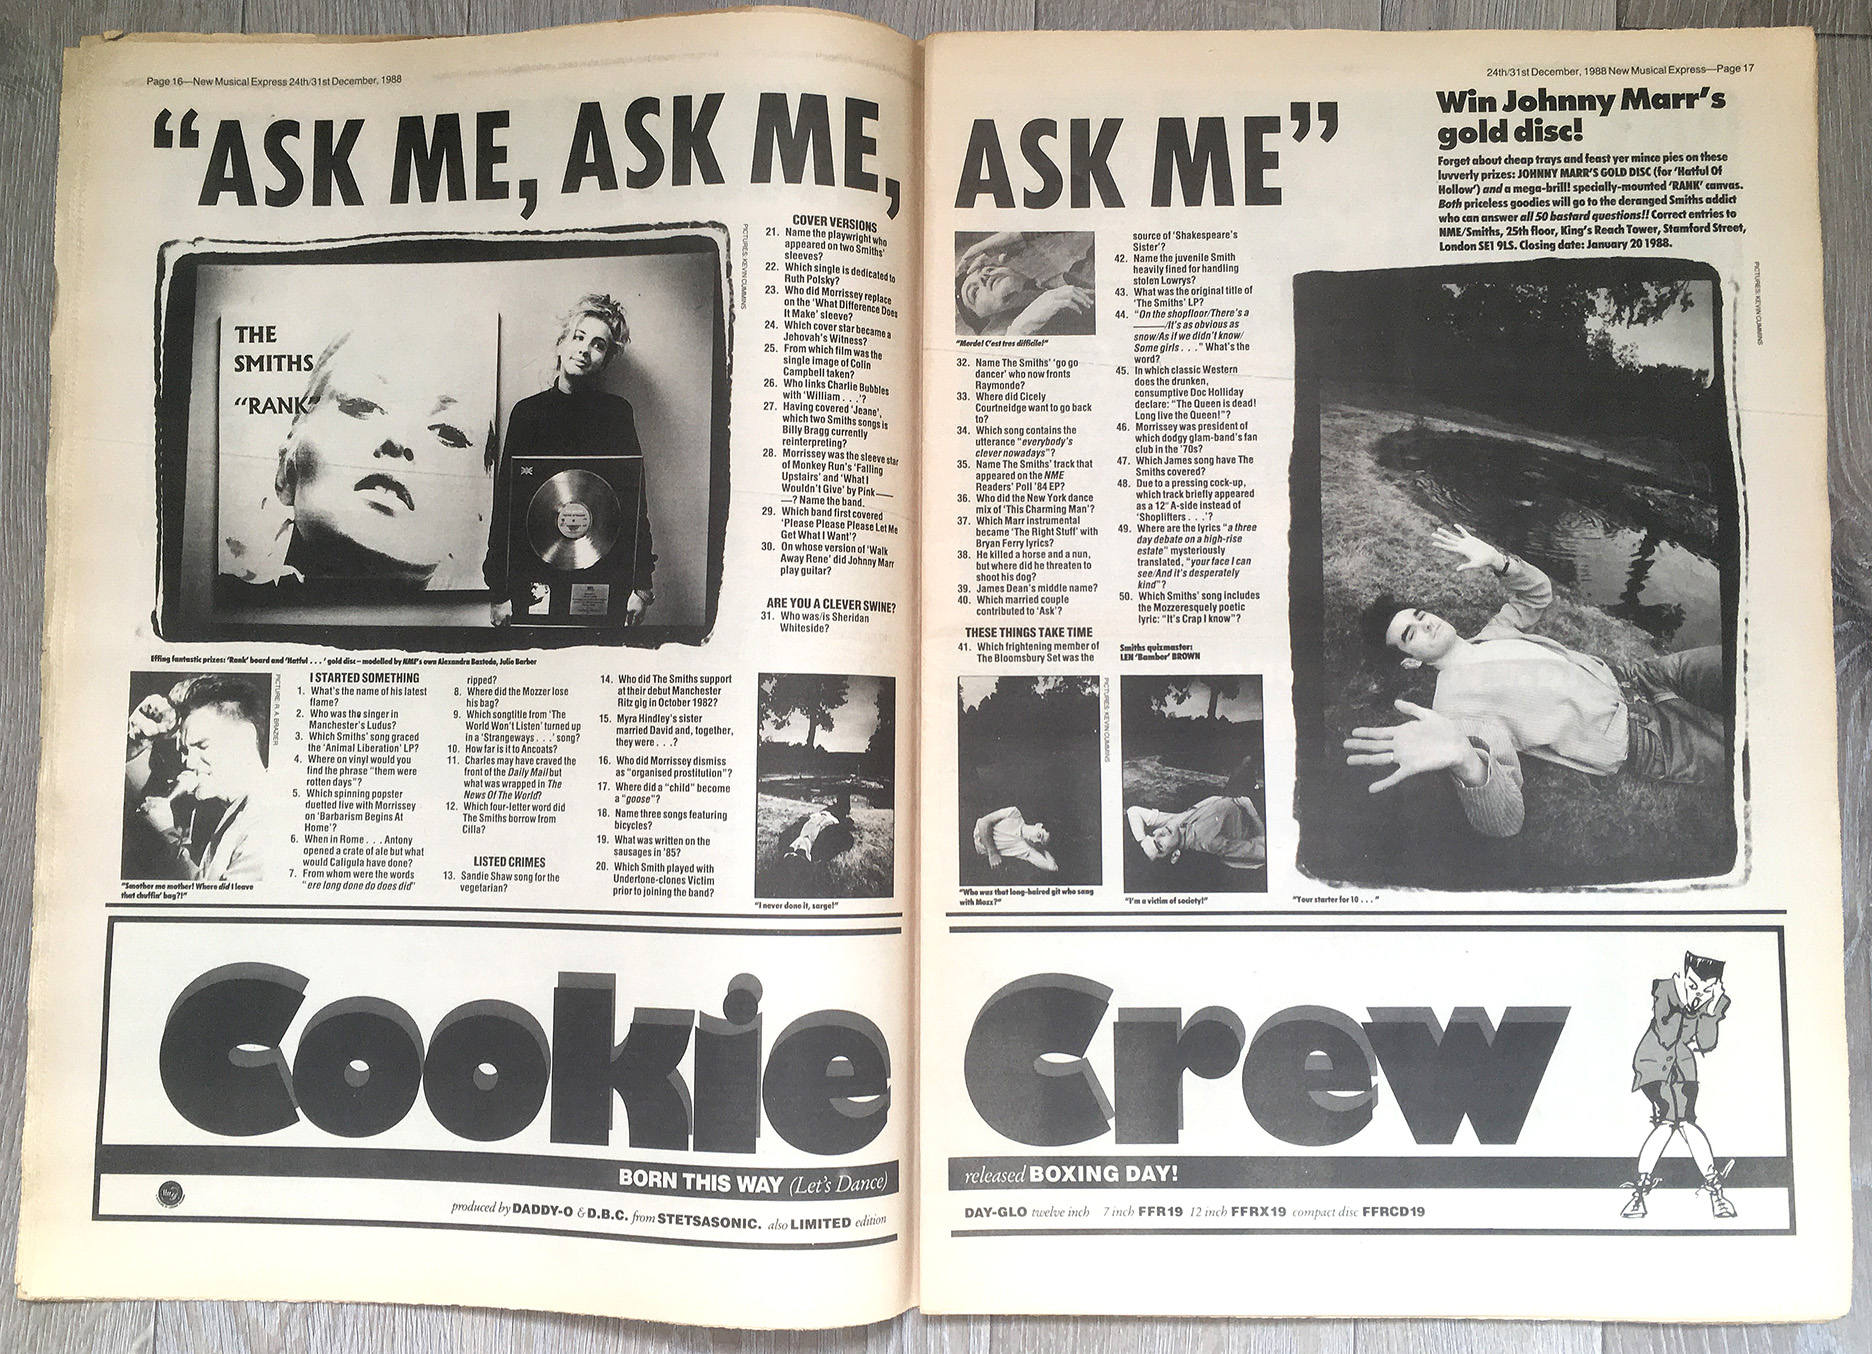 Page 16—New Musical Express 24th/31st December, 1988
“ASK ME, ASK ME,
PICTURES: KEVIN CUMMINS
THE
SMITHS
“RANK”
Effing fantastic prizes: ‘Rank’ board and ‘Hatful . . .’ gold disc – modelled by NME’s own Alexandra Bastedo, Julie Barber
PICTURE: R. A. BRAZIER
“Smother me mother! Where did I leave
that chuffin’ bag?!”
I STARTED SOMETHING
1. What’s the name of his latest
flame?
2. Who was the singer in
Manchester’s Ludus?
3. Which Smiths’ song graced
the ‘Animal Liberation’ LP?
4. Where on vinyl would you
find the phrase “them were
rotten days”?
5. Which spinning popster
duetted live with Morrissey
on ‘Barbarism Begins At
Home’?
6. When in Rome . . . Antony
opened a crate of ale but what
would Caligula have done?
7. From whom were the words
“ere long done do does did”
ripped?
8. Where did the Mozzer lose
his bag?
9. Which songtitle from ‘The
World Won’t Listen’ turned up
in a ‘Strangeways . . .’ song?
10. How far is it to Ancoats?
11. Charles may have craved the
front of the Daily Mail but
what was wrapped in The
News Of The World?
12. Which four-letter word did
The Smiths borrow from
Cilla?
LISTED CRIMES
13. Sandie Shaw song for the
vegetarian?
14. Who did The Smiths support
at their debut Manchester
Ritz gig in October 1982?
15. Myra Hindley’s sister
married David and, together,
they were . . .?
16. Who did Morrissey dismiss
as “organised prostitution”?
17. Where did a “child” become
a “goose”?
18. Name three songs featuring
bicycles?
19. What was written on the
sausages in ’85?
20. Which Smith played with
Undertone-clones Victim
prior to joining the band?
COVER VERSIONS
21. Name the playwright who
appeared on two Smiths’
sleeves?
22. Which single is dedicated to
Ruth Polsky?
23. Who did Morrissey replace
on the ‘What Difference Does
It Make’ sleeve?
24. Which cover star became a
Jehovah’s Witness?
25. From which film was the
single image of Colin
Campbell taken?
26. Who links Charlie Bubbles
with ‘William . . .’?
27. Having covered ‘Jeane’,
which two Smiths songs is
Billy Bragg currently
reinterpreting?
28. Morrissey was the sleeve star
of Monkey Run’s ‘Falling
Upstairs’ and ‘What I
Wouldn’t Give’ by Pink——
—? Name the band.
29. Which band first covered
‘Please Please Please Let Me
Get What I Want’?
30. On whose version of ‘Walk
Away Rene’ did Johnny Marr
play guitar?
ARE YOU A CLEVER SWINE?
31. Who was/is Sheridan
Whiteside?
“I never done it, sarge!”
24th/31st December, 1988 New Musical Express—Page 17
ASK ME”
Win Johnny Marr’s
gold disc!
Forget about cheap trays and feast yer mince pies on these
luvverly prizes: JOHNNY MARR’S GOLD DISC (for ‘Hatful Of
Hollow’) and a mega-brill! specially-mounted ‘RANK’ canvas.
Both priceless goodies will go to the deranged Smiths addict
who can answer all 50 bastard questions!! Correct entries to
NME/Smiths, 25th floor, King’s Reach Tower, Stamford Street,
London SE1 9LS. Closing date: January 20 1988.
“Merde! C’est tres difficile!”
32. Name The Smiths’ ‘go go
dancer’ who now fronts
Raymonde?
33. Where did Cicely
Courtneidge want to go back
to?
34. Which song contains the
utterance “everybody’s
clever nowadays”?
35. Name The Smiths’ track that
appeared on the NME
Readers’ Poll ’84 EP?
36. Who did the New York dance
mix of ‘This Charming Man’?
37. Which Marr instrumental
became ‘The Right Stuff’ with
Bryan Ferry lyrics?
38. He killed a horse and a nun,
but where did he threaten to
shoot his dog?
39. James Dean’s middle name?
40. Which married couple
contributed to ‘Ask’?
THESE THINGS TAKE TIME
41. Which frightening member of
The Bloomsbury Set was the
source of ‘Shakespeare’s
Sister’?
42. Name the juvenile Smith
heavily fined for handling
stolen Lowrys?
43. What was the original title of
‘The Smiths’ LP?
44. “On the shopfloor/There’s a
———/It’s as obvious as
snow/As if we didn’t know/
Some girls . . .” What’s the
word?
45. In which classic Western
does the drunken,
consumptive Doc Holliday
declare: “The Queen is dead!
Long live the Queen!”?
46. Morrissey was president of
which dodgy glam-band’s fan
club in the ’70s?
47. Which James song have The
Smiths covered?
48. Due to a pressing cock-up,
which track briefly appeared
as a 12" A-side instead of
‘Shoplifters . . .’?
49. Where are the lyrics “a three
day debate on a high-rise
estate” mysteriously
translated, “your face I can
see/And it’s desperately
kind”?
50. Which Smiths’ song includes
the Mozzeresquely poetic
lyric: “It’s Crap I know”?
Smiths quizmaster:
LEN ‘Bamber’ BROWN
PICTURES: KEVIN CUMMINS
PICTURES: KEVIN CUMMINS
“Who was that long-haired git who sang
with Mozz?”
“I’m a victim of society!”
“Your starter for 10 . . .”
Cookie Crew
BORN THIS WAY (Let’s Dance)
released BOXING DAY!
produced by DADDY-O & D.B.C. from STETSASONIC. also LIMITED edition
DAY-GLO twelve inch 7 inch FFR19 12 inch FFRX19 compact disc FFRCD19